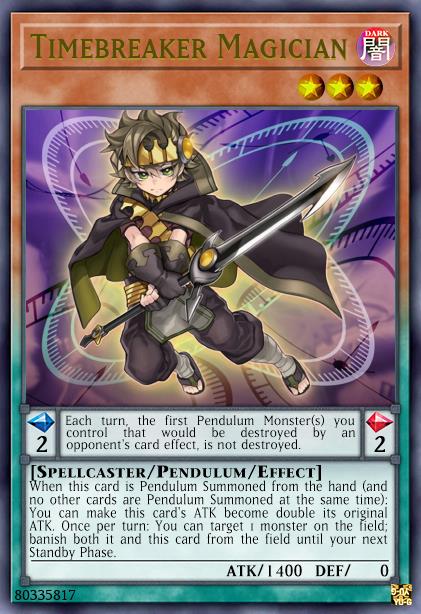 Timebreaker Magician
DARK
闇
Each turn, the first Pendulum Monster(s) you
control that would be destroyed by an
opponent's card effect, is not destroyed.
2
2
[Spellcaster/Pendulum/Effect]
When this card is Pendulum Summoned from the hand (and
no other cards are Pendulum Summoned at the same time):
You can make this card's ATK become double its original
ATK. Once per turn: You can target 1 monster on the field;
banish both it and this card from the field until your next
Standby Phase.
ATK/1400 DEF/ 0
80335817